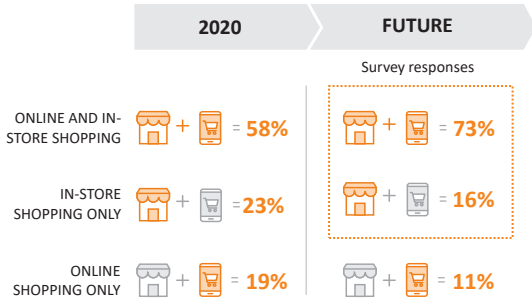 2020 FUTURE
Survey responses
ONLINE AND IN-
STORE SHOPPING
+ = 58%
+ = 73%
IN-STORE
SHOPPING ONLY
+ = 23%
+ = 16%
ONLINE
SHOPPING ONLY
+ = 19%
+ = 11%